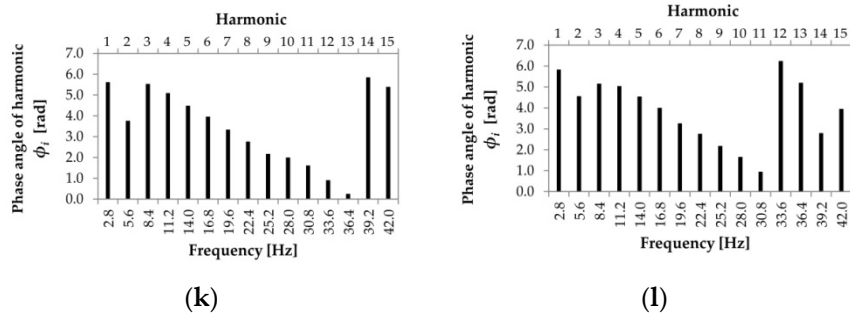 Harmonic
1 2 3 4 5 6 7 8 9 10 11 12 13 14 15
Phase angle of harmonic
ϕᵢ [rad]
7.0
6.0
5.0
4.0
3.0
2.0
1.0
0.0
2.8 5.6 8.4 11.2 14.0 16.8 19.6 22.4 25.2 28.0 30.8 33.6 36.4 39.2 42.0
Frequency [Hz]
(k)
Harmonic
1 2 3 4 5 6 7 8 9 10 11 12 13 14 15
Phase angle of harmonic
ϕᵢ [rad]
7.0
6.0
5.0
4.0
3.0
2.0
1.0
0.0
2.8 5.6 8.4 11.2 14.0 16.8 19.6 22.4 25.2 28.0 30.8 33.6 36.4 39.2 42.0
Frequency [Hz]
(l)